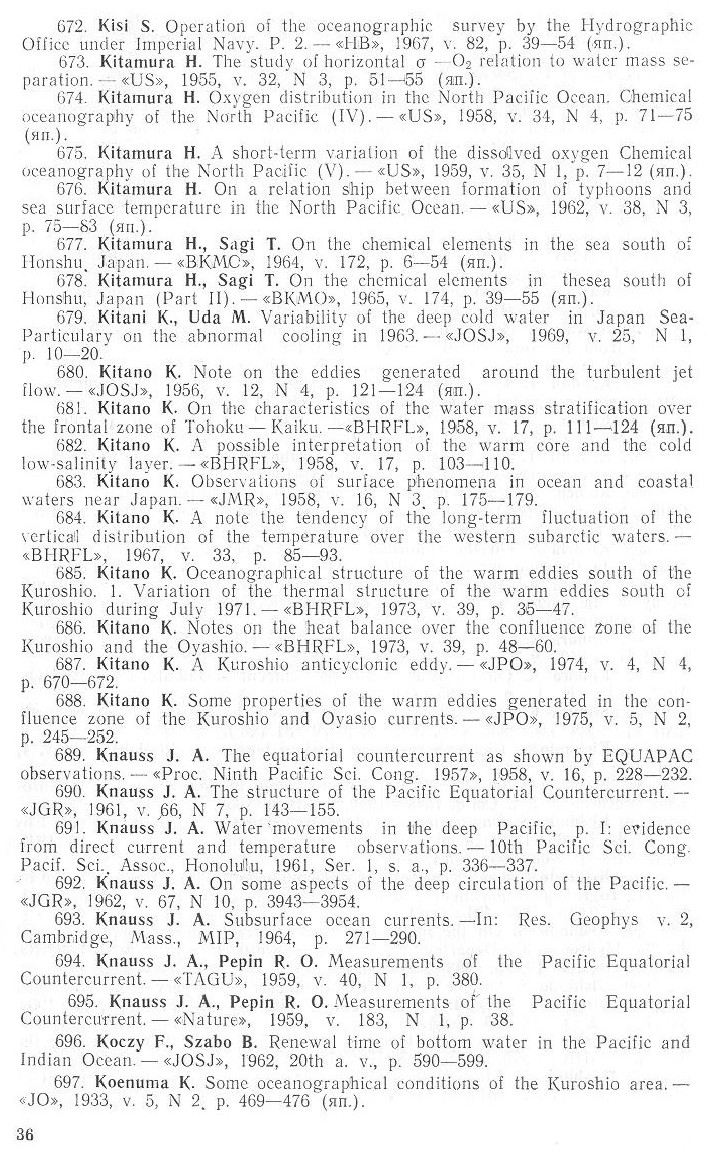 672. Kisi S. Operation of the oceanographic survey by the Hydrographic
Office under Imperial Navy. P. 2. — «HB», 1967, v. 82, p. 39—54 (яп.).
673. Kitamura H. The study of horizontal σ — O₂ relation to water mass se-
paration. — «US», 1955, v. 32, N 3, p. 51—55 (яп.).
674. Kitamura H. Oxygen distribution in the North Pacific Ocean. Chemical
oceanography of the North Pacific (IV). — «US», 1958, v. 34, N 4, p. 71—75
(яп.).
675. Kitamura H. A short-term variation of the dissolved oxygen Chemical
oceanography of the North Pacific (V). — «US», 1959, v. 35, N 1, p. 7—12 (яп.).
676. Kitamura H. On a relation ship between formation of typhoons and
sea surface temperature in the North Pacific Ocean. — «US», 1962, v. 38, N 3,
p. 75—83 (яп.).
677. Kitamura H., Sagi T. On the chemical elements in the sea south of
Honshu, Japan. — «BKMO», 1964, v. 172, p. 6—54 (яп.).
678. Kitamura H., Sagi T. On the chemical elements in thesea south of
Honshu, Japan (Part II). — «BKMO», 1965, v. 174, p. 39—55 (яп.).
679. Kitani K., Uda M. Variability of the deep cold water in Japan Sea-
Particulary on the abnormal cooling in 1963. — «JOSJ», 1969, v. 25, N 1,
p. 10—20.
680. Kitano K. Note on the eddies generated around the turbulent jet
flow. — «JOSJ», 1956, v. 12, N 4, p. 121—124 (яп.).
681. Kitano K. On the characteristics of the water mass stratification over
the frontal zone of Tohoku — Kaiku. —«BHRFL», 1958, v. 17, p. 111—124 (яп.).
682. Kitano K. A possible interpretation of the warm core and the cold
low-salinity layer. — «BHRFL», 1958, v. 17, p. 103—110.
683. Kitano K. Observations of surface phenomena in ocean and coastal
waters near Japan. — «JMR», 1958, v. 16, N 3, p. 175—179.
684. Kitano K. A note the tendency of the long-term fluctuation of the
vertical distribution of the temperature over the western subarctic waters. —
«BHRFL», 1967, v. 33, p. 85—93.
685. Kitano K. Oceanographical structure of the warm eddies south of the
Kuroshio. 1. Variation of the thermal structure of the warm eddies south of
Kuroshio during July 1971. — «BHRFL», 1973, v. 39, p. 35—47.
686. Kitano K. Notes on the heat balance over the confluence zone of the
Kuroshio and the Oyashio. — «BHRFL», 1973, v. 39, p. 48—60.
687. Kitano K. A Kuroshio anticyclonic eddy. — «JPO», 1974, v. 4, N 4,
p. 670—672.
688. Kitano K. Some properties of the warm eddies generated in the con-
fluence zone of the Kuroshio and Oyasio currents. — «JPO», 1975, v. 5, N 2,
p. 245—252.
689. Knauss J. A. The equatorial countercurrent as shown by EQUAPAC
observations. — «Proc. Ninth Pacific Sci. Cong. 1957», 1958, v. 16, p. 228—232.
690. Knauss J. A. The structure of the Pacific Equatorial Countercurrent. —
«JGR», 1961, v. 66, N 7, p. 143—155.
691. Knauss J. A. Water movements in the deep Pacific, p. I: evidence
from direct current and temperature observations. — 10th Pacific Sci. Cong.
Pacif. Sci. Assoc., Honolulu, 1961, Ser. 1, s. a., p. 336—337.
692. Knauss J. A. On some aspects of the deep circulation of the Pacific. —
«JGR», 1962, v. 67, N 10, p. 3943—3954.
693. Knauss J. A. Subsurface ocean currents. —In: Res. Geophys v. 2,
Cambridge, Mass., MIP, 1964, p. 271—290.
694. Knauss J. A., Pepin R. O. Measurements of the Pacific Equatorial
Countercurrent. — «TAGU», 1959, v. 40, N 1, p. 380.
695. Knauss J. A., Pepin R. O. Measurements of the Pacific Equatorial
Countercurrent. — «Nature», 1959, v. 183, N 1, p. 38.
696. Koczy F., Szabo B. Renewal time of bottom water in the Pacific and
Indian Ocean. — «JOSJ», 1962, 20th a. v., p. 590—599.
697. Koenuma K. Some oceanographical conditions of the Kuroshio area. —
«JO», 1933, v. 5, N 2, p. 469—476 (яп.).
36